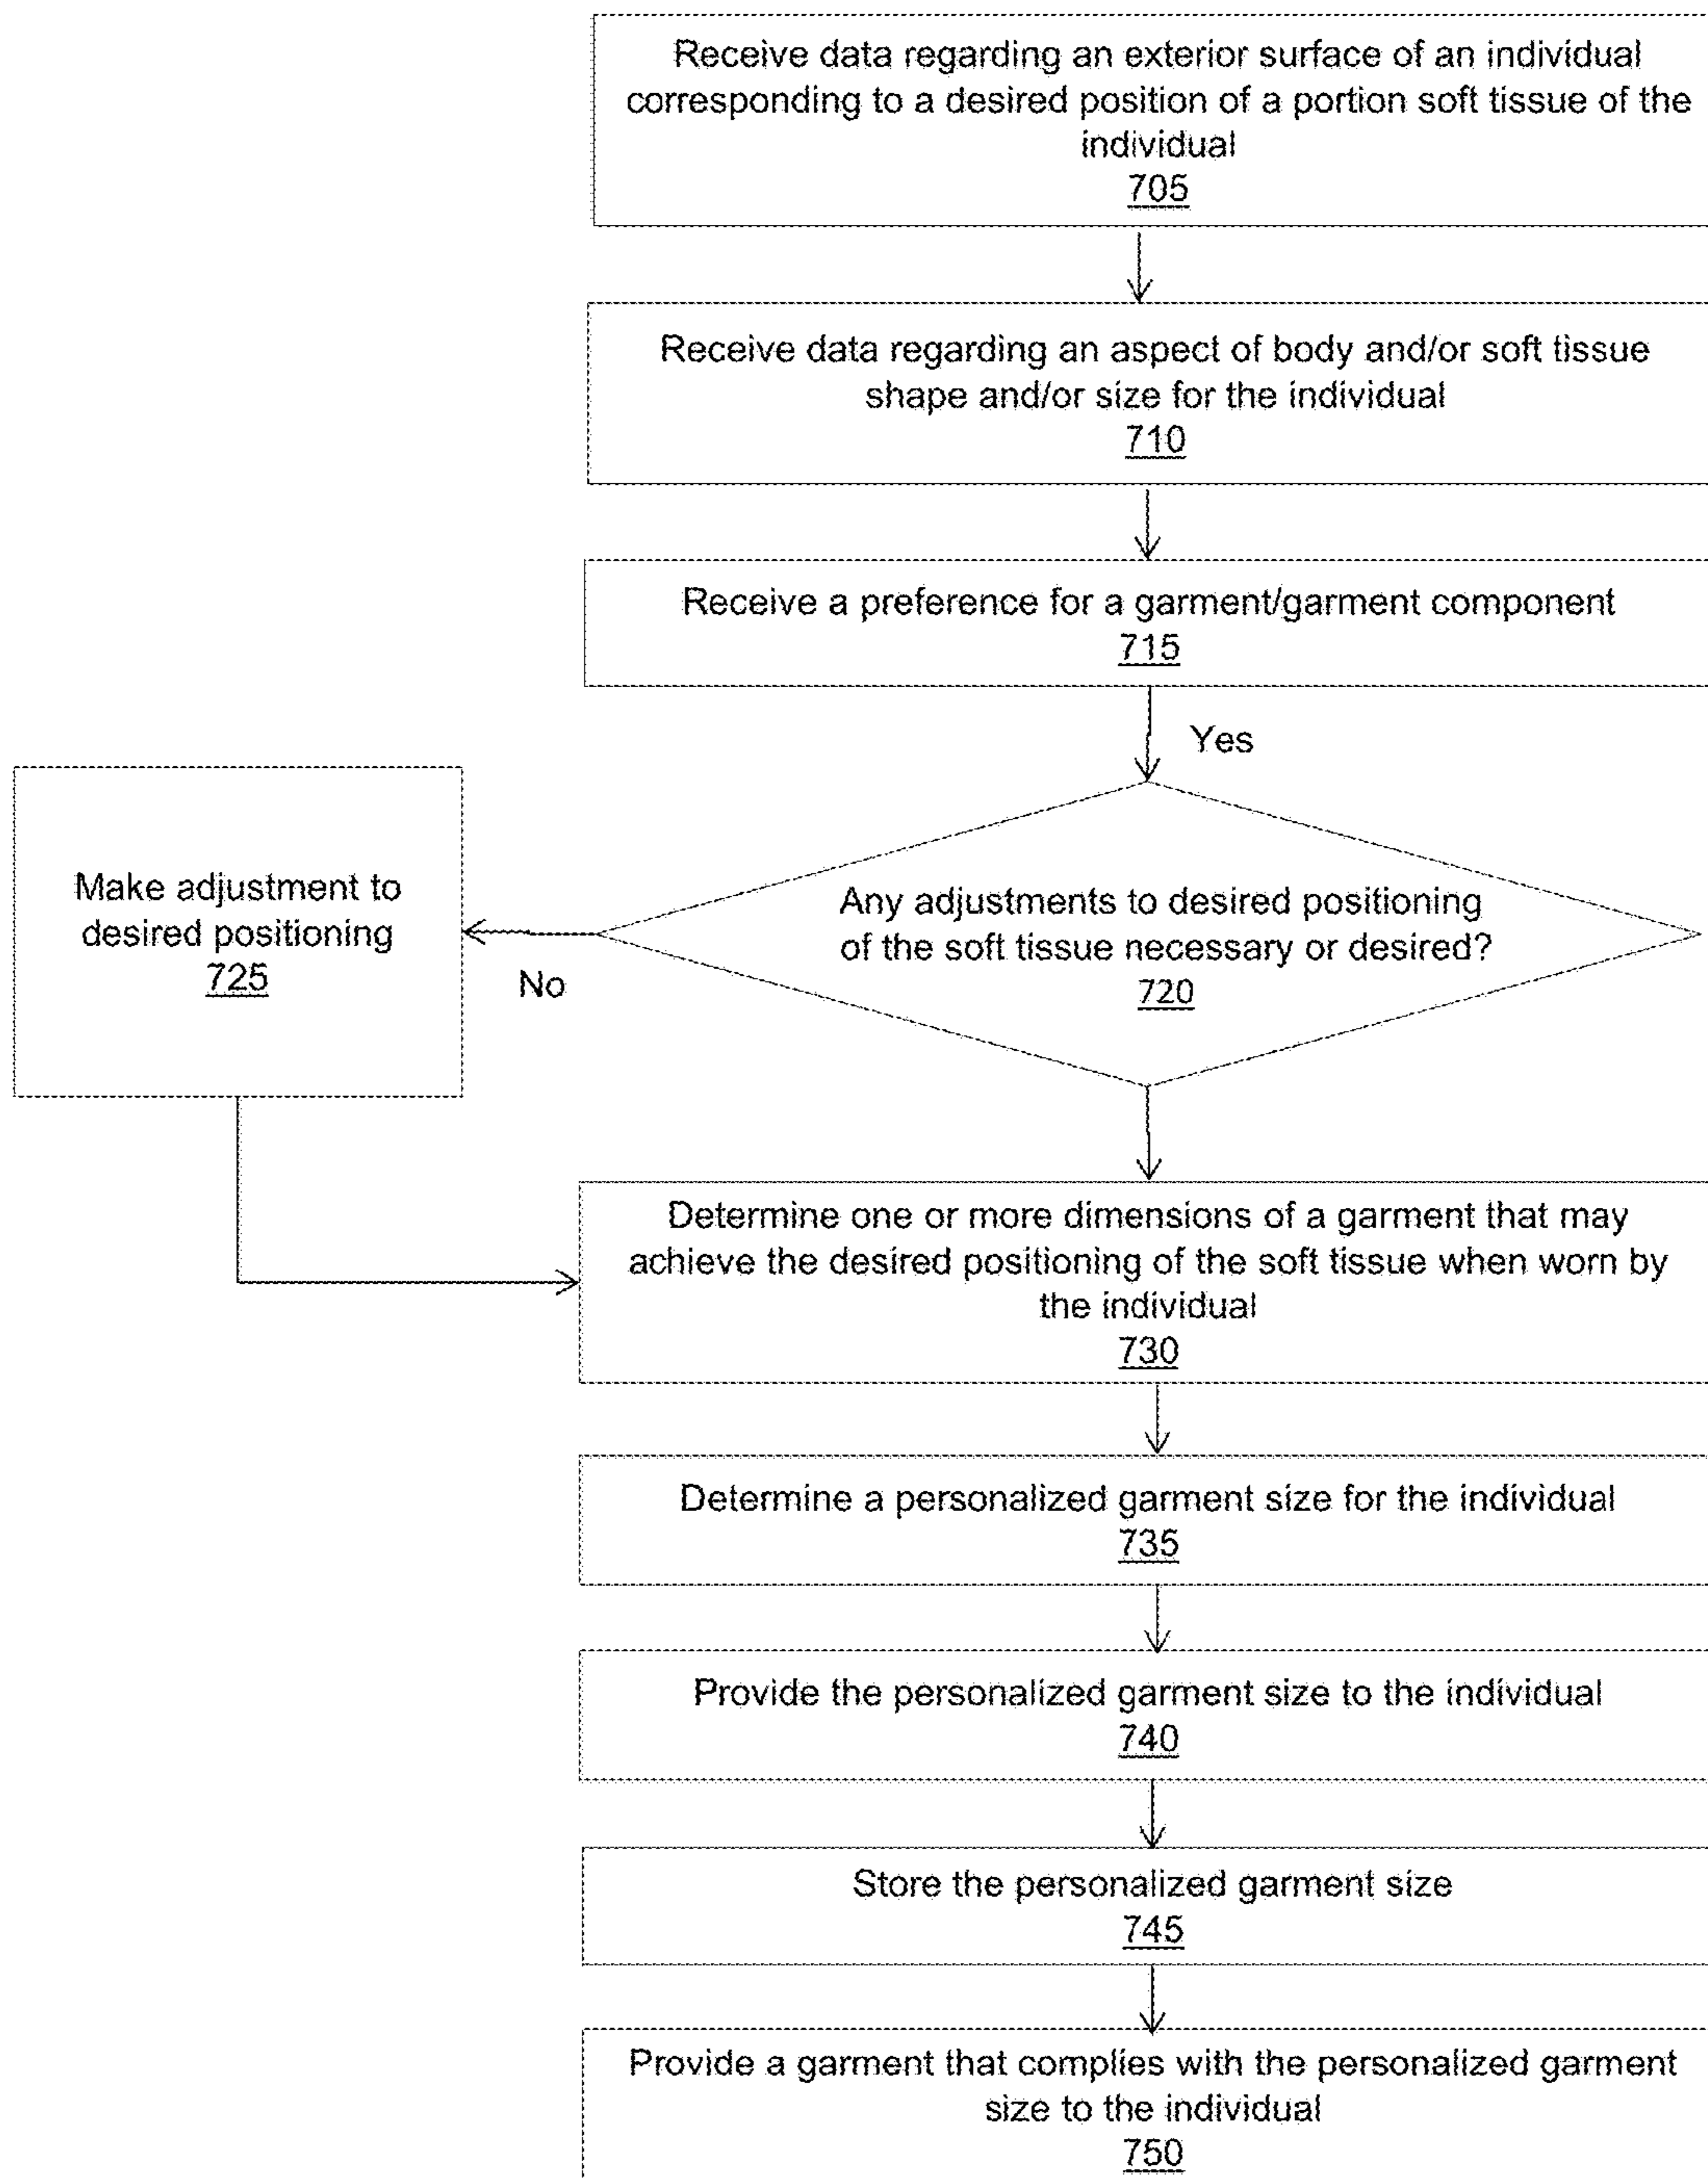 Receive data regarding an exterior surface of an individual
corresponding to a desired position of a portion soft tissue of the
individual
705
Receive data regarding an aspect of body and/or soft tissue
shape and/or size for the individual
710
Receive a preference for a garment/garment component
715
Yes
Any adjustments to desired positioning
of the soft tissue necessary or desired?
720
No
Make adjustment to
desired positioning
725
Determine one or more dimensions of a garment that may
achieve the desired positioning of the soft tissue when worn by
the individual
730
Determine a personalized garment size for the individual
735
Provide the personalized garment size to the individual
740
Store the personalized garment size
745
Provide a garment that complies with the personalized garment
size to the individual
750